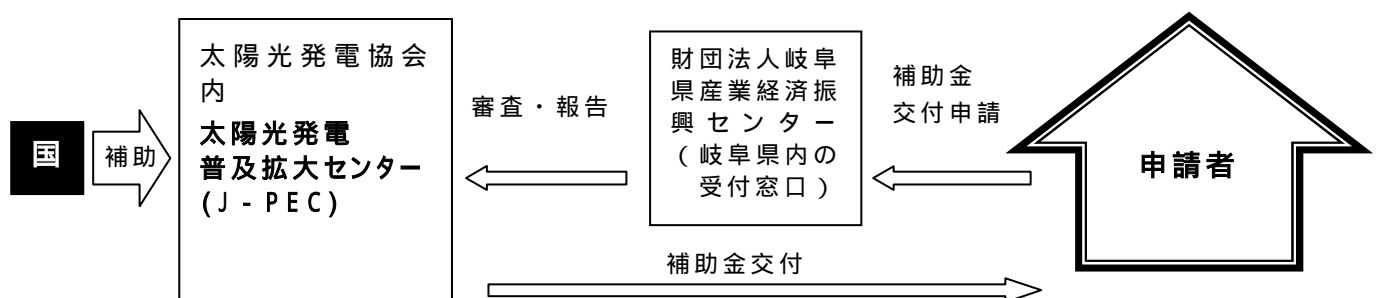 国
補助
太陽光発電協会
内
太陽光発電
普及拡大センター
(J-PEC)
審査・報告
財団法人岐阜
県産業経済振
興センター
(岐阜県内の
受付窓口)
補助金
交付申請
申請者
補助金交付